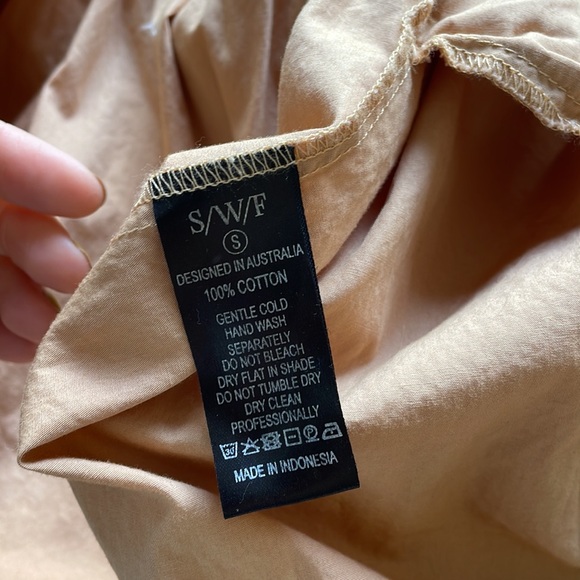 S/W/F
S
DESIGNED IN AUSTRALIA
100% COTTON
GENTLE COLD
HAND WASH
SEPARATELY
DO NOT BLEACH
DRY FLAT IN SHADE
DO NOT TUMBLE DRY
DRY CLEAN
PROFESSIONALLY
30 P
MADE IN INDONESIA